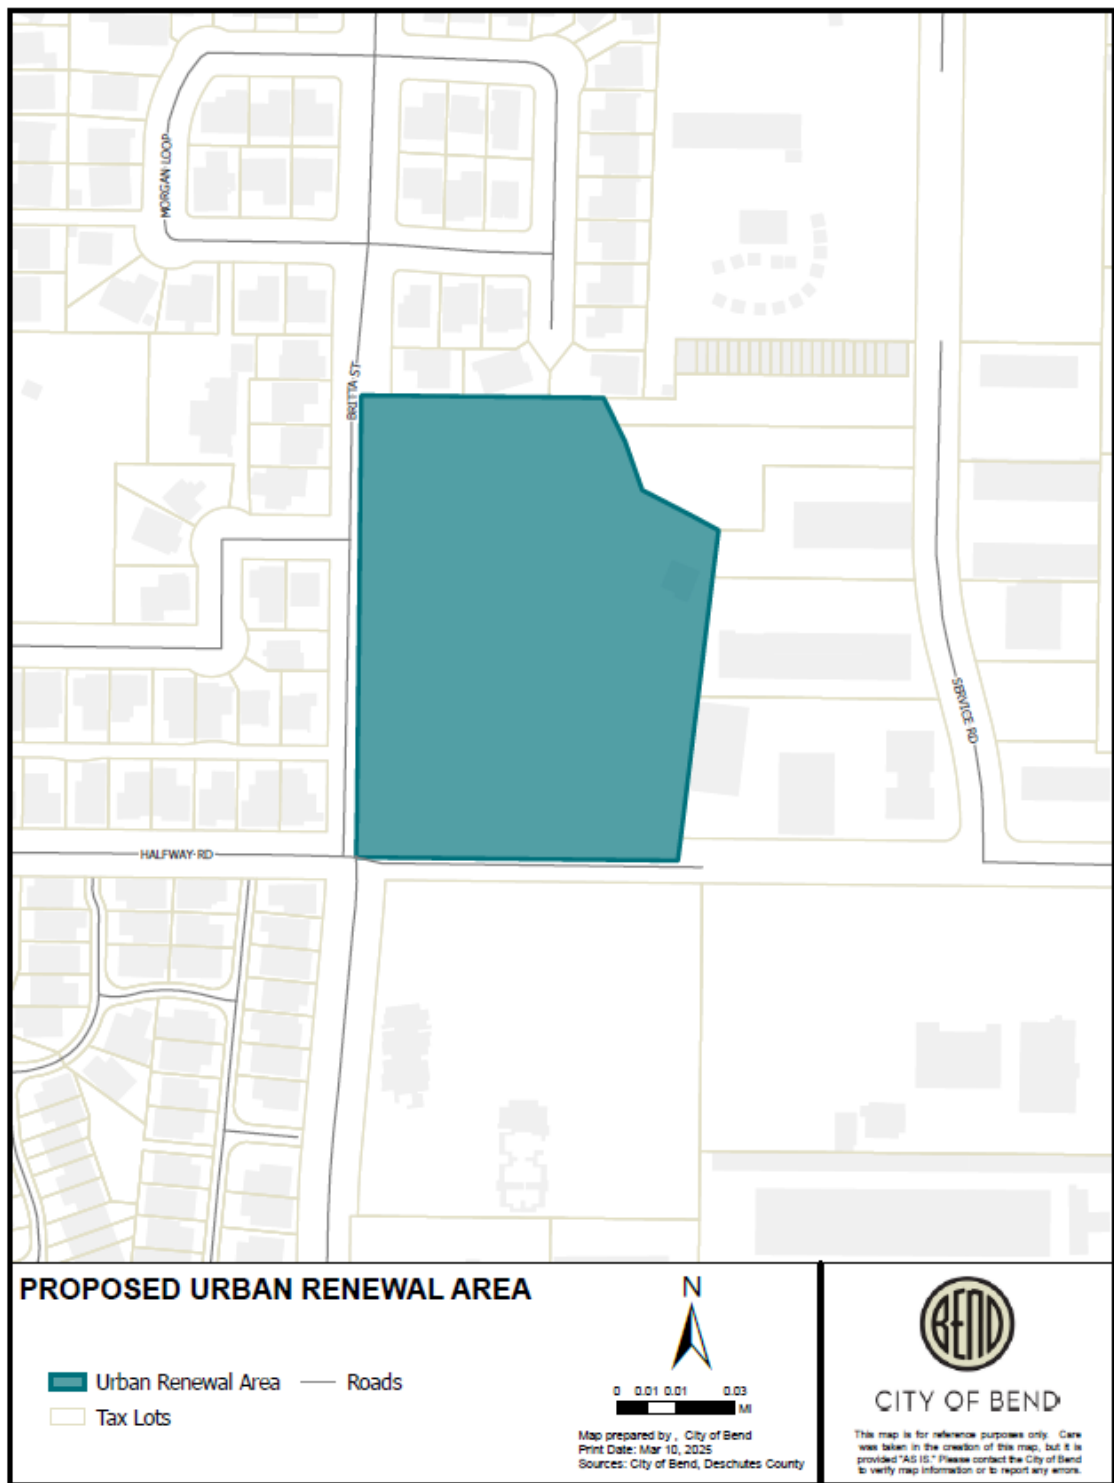 MORGAN LOOP
BRITTA ST
SERVICE RD
HALFWAY RD
PROPOSED URBAN RENEWAL AREA
Urban Renewal Area
Roads
Tax Lots
N
0 0.01 0.01 0.03
MI
Map prepared by , City of Bend
Print Date: Mar 10, 2025
Sources: City of Bend, Deschutes County
BEND
CITY OF BEND
This map is for reference purposes only. Care
was taken in the creation of this map, but it is
provided "AS IS." Please contact the City of Bend
to verify map information or to report any errors.